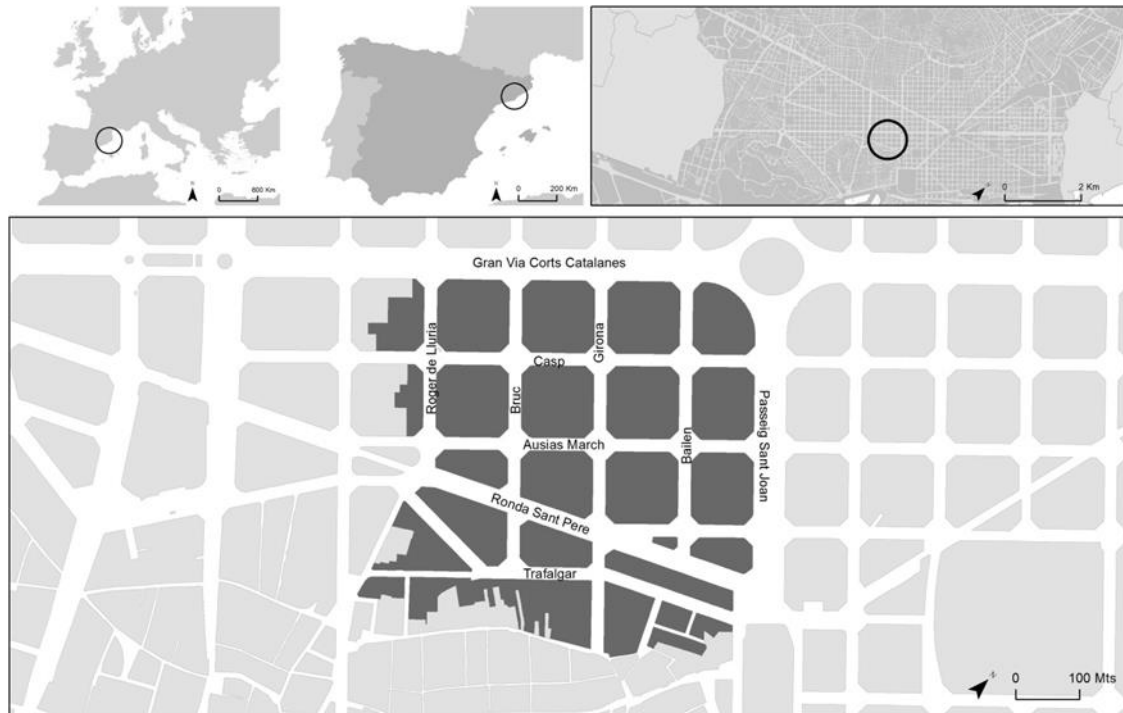 N
0 600 Km
N
0 200 Km
0 2 Km
Gran Via Corts Catalanes
Roger de Lluria
Girona
Casp
Bruc
Passeig Sant Joan
Ausias March
Bailen
Ronda Sant Pere
Trafalgar
N
0 100 Mts